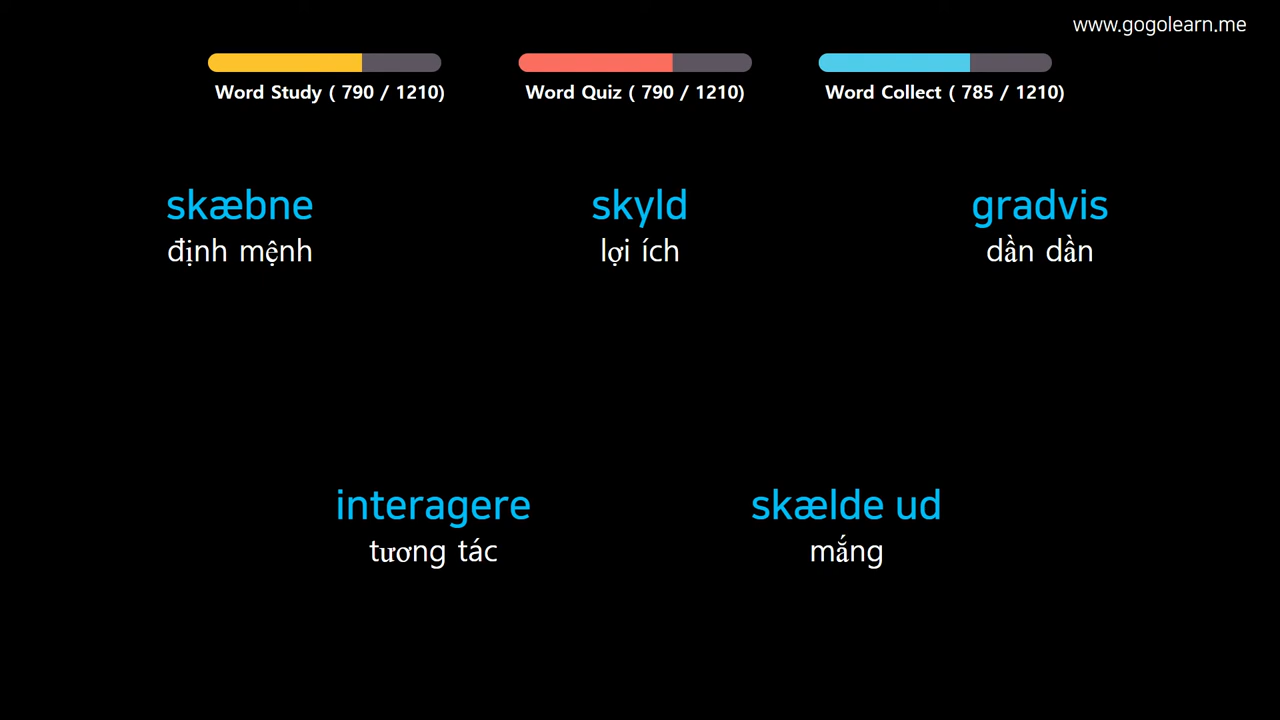 www.gogolearn.me
Word Study ( 790 / 1210)
Word Quiz ( 790 / 1210)
Word Collect ( 785 / 1210)
skæbne
định mệnh
skyld
lợi ích
gradvis
dần dần
interagere
tương tác
skælde ud
mắng